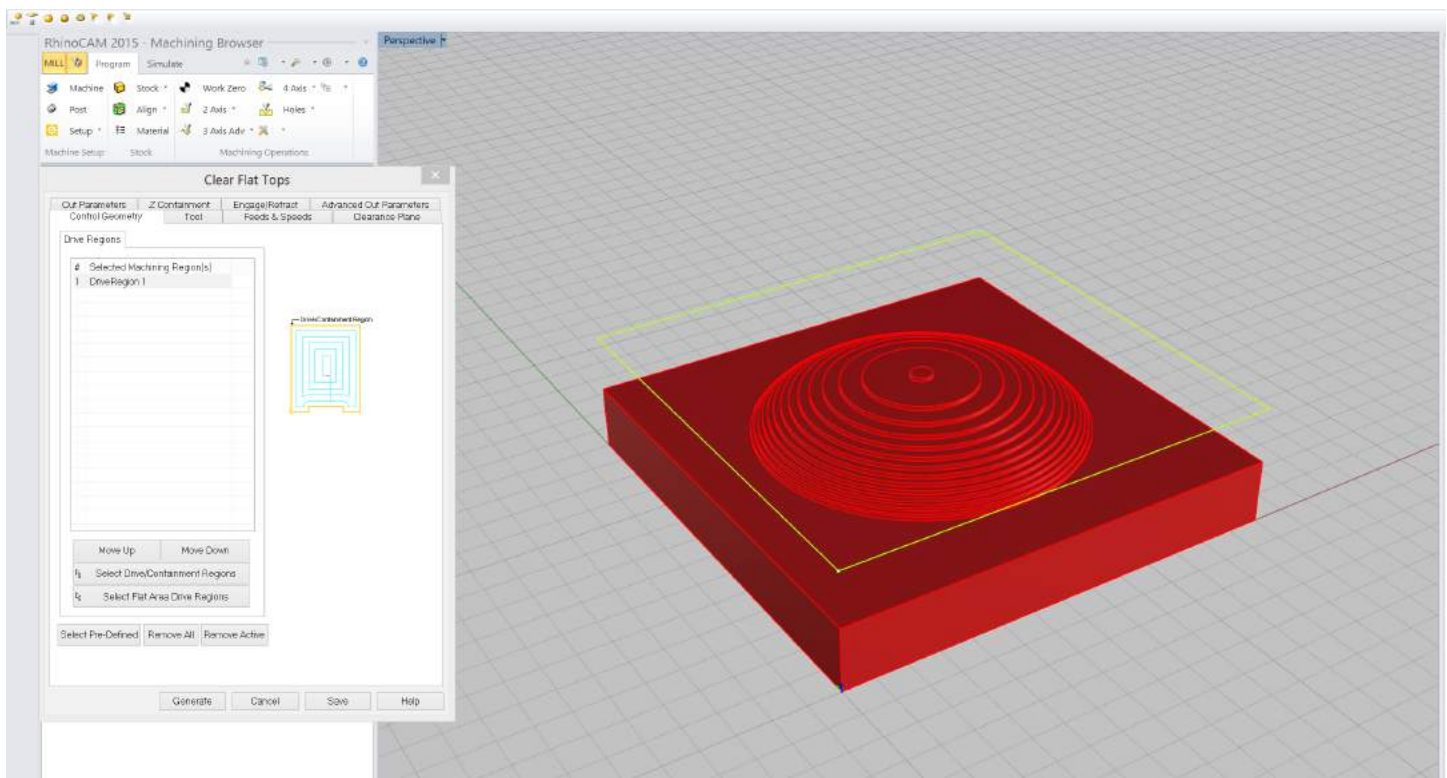 RhinoCAM 2015 - Machining Browser
Perspective
MILL Program Simulate
Machine Stock Work Zero 4 Axis
Post Align 2 Axis Holes
Setup Material 3 Axis Adv
Machine Setup Stock Machining Operations
Clear Flat Tops
Cut Parameters Z Containment Engage/Retract Advanced Cut Parameters
Control Geometry Tool Feeds & Speeds Clearance Plane
Drive Regions
# Selected Machining Region(s)
1 DriveRegion 1
Drive/Containment Region
Move Up Move Down
Select Drive/Containment Regions
Select Flat Area Drive Regions
Select Pre-Defined Remove All Remove Active
Generate Cancel Save Help